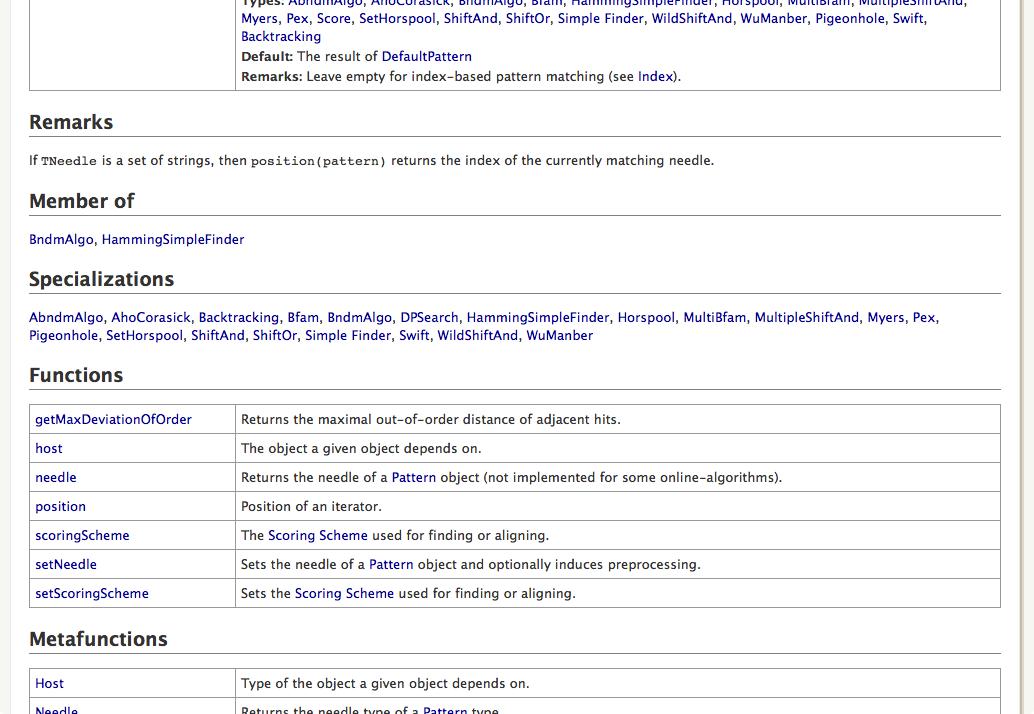 Types: AbndmAlgo, AhoCorasick, BndmAlgo, Bfam, HammingSimpleFinder, Horspool, MultiBfam, MultipleShiftAnd,
Myers, Pex, Score, SetHorspool, ShiftAnd, ShiftOr, Simple Finder, WildShiftAnd, WuManber, Pigeonhole, Swift,
Backtracking
Default: The result of DefaultPattern
Remarks: Leave empty for index-based pattern matching (see Index).
Remarks
If TNeedle is a set of strings, then position(pattern) returns the index of the currently matching needle.
Member of
BndmAlgo, HammingSimpleFinder
Specializations
AbndmAlgo, AhoCorasick, Backtracking, Bfam, BndmAlgo, DPSearch, HammingSimpleFinder, Horspool, MultiBfam, MultipleShiftAnd, Myers, Pex,
Pigeonhole, SetHorspool, ShiftAnd, ShiftOr, Simple Finder, Swift, WildShiftAnd, WuManber
Functions
getMaxDeviationOfOrder Returns the maximal out-of-order distance of adjacent hits.
host The object a given object depends on.
needle Returns the needle of a Pattern object (not implemented for some online-algorithms).
position Position of an iterator.
scoringScheme The Scoring Scheme used for finding or aligning.
setNeedle Sets the needle of a Pattern object and optionally induces preprocessing.
setScoringScheme Sets the Scoring Scheme used for finding or aligning.
Metafunctions
Host Type of the object a given object depends on.
Needle Returns the needle type of a Pattern type.